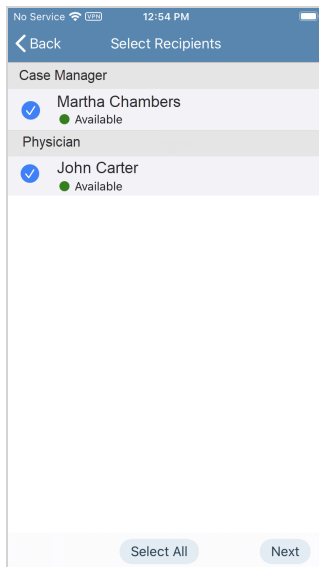 No Service VPN 12:54 PM
Back Select Recipients
Case Manager
Martha Chambers
Available
Physician
John Carter
Available
Select All Next